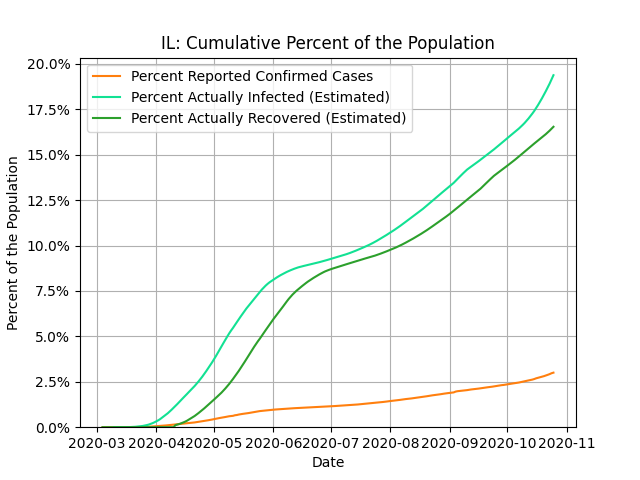 IL: Cumulative Percent of the Population
20.0%
17.5%
15.0%
12.5%
10.0%
7.5%
5.0%
2.5%
0.0%
Percent of the Population
Percent Reported Confirmed Cases
Percent Actually Infected (Estimated)
Percent Actually Recovered (Estimated)
2020-03 2020-04 2020-05 2020-06 2020-07 2020-08 2020-09 2020-10 2020-11
Date